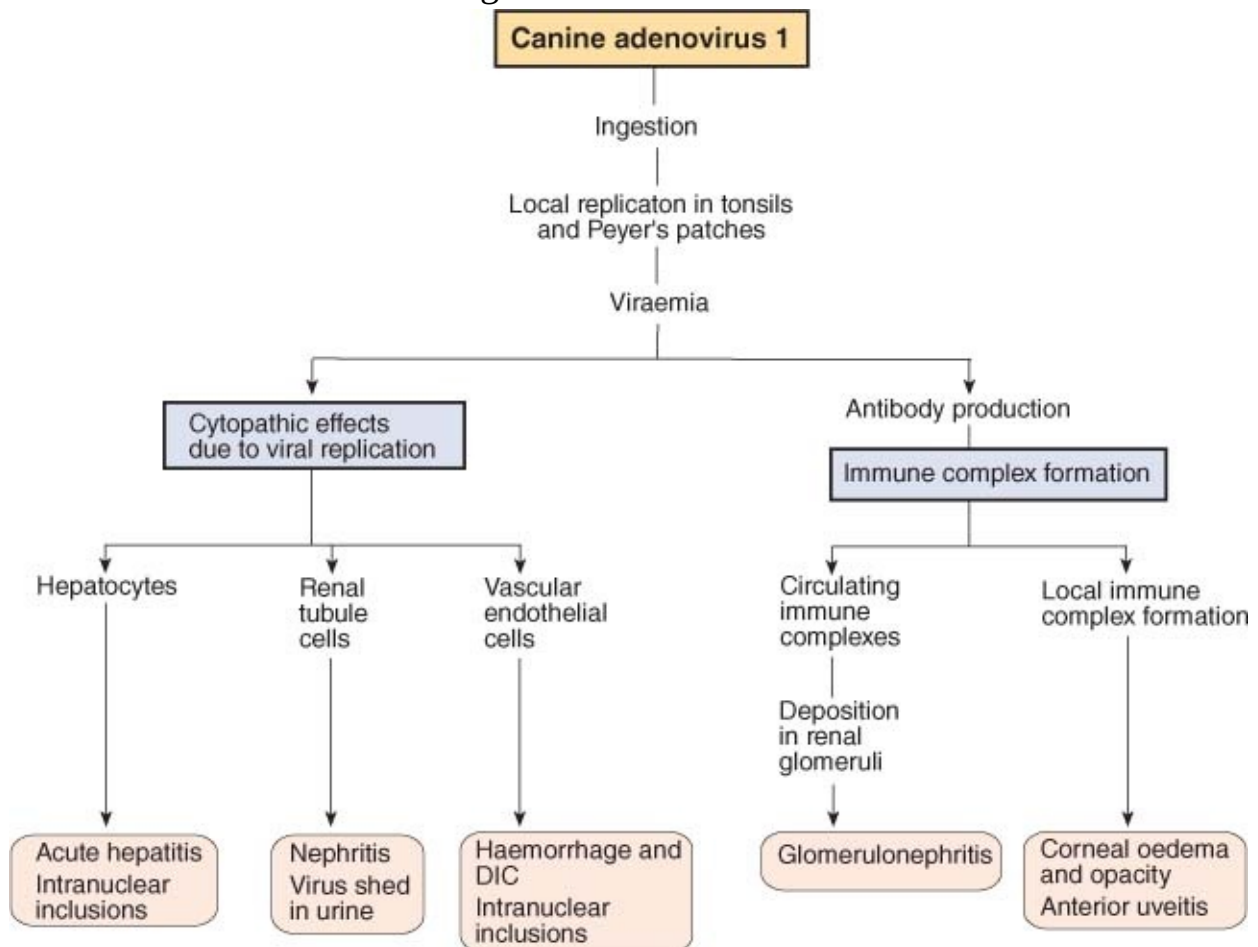 Canine adenovirus 1
Ingestion
Local replicaton in tonsils
and Peyer's patches
Viraemia
Cytopathic effects
due to viral replication
Antibody production
Immune complex formation
Hepatocytes
Renal
tubule
cells
Vascular
endothelial
cells
Circulating
immune
complexes
Local immune
complex formation
Deposition
in renal
glomeruli
Acute hepatitis
Intranuclear
inclusions
Nephritis
Virus shed
in urine
Haemorrhage and
DIC
Intranuclear
inclusions
Glomerulonephritis
Corneal oedema
and opacity
Anterior uveitis